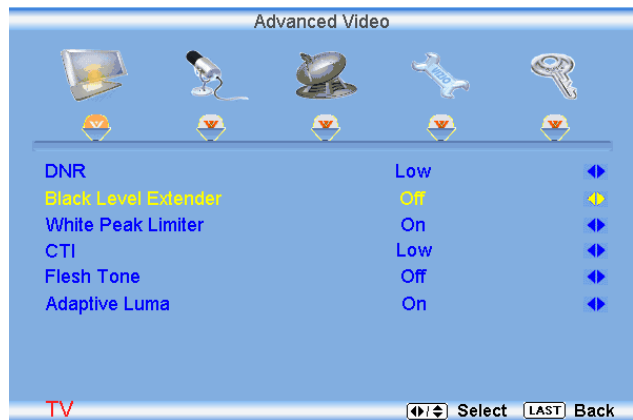 Advanced Video
DNR Low
Black Level Extender Off
White Peak Limiter On
CTI Low
Flesh Tone Off
Adaptive Luma On
TV Select LAST Back